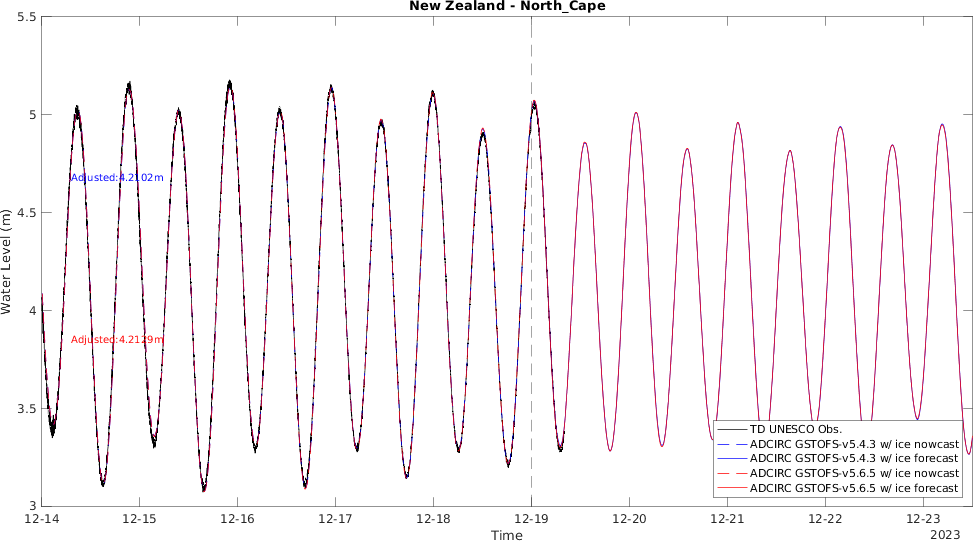 New Zealand - North_Cape
5.5
5
4.5
4
3.5
3
Water Level (m)
Adjusted:4.2102m
Adjusted:4.2129m
TD UNESCO Obs.
ADCIRC GSTOFS-v5.4.3 w/ ice nowcast
ADCIRC GSTOFS-v5.4.3 w/ ice forecast
ADCIRC GSTOFS-v5.6.5 w/ ice nowcast
ADCIRC GSTOFS-v5.6.5 w/ ice forecast
12-14 12-15 12-16 12-17 12-18 12-19 12-20 12-21 12-22 12-23
Time
2023